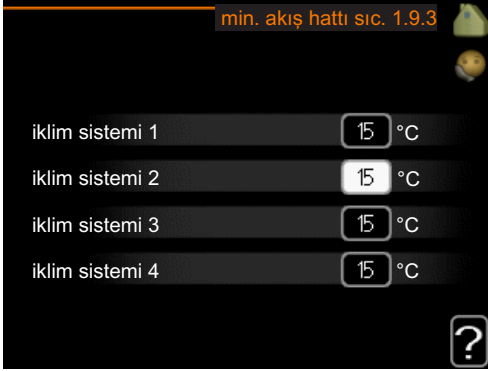 min. akış hattı sıc. 1.9.3
iklim sistemi 1 15 °C
iklim sistemi 2 15 °C
iklim sistemi 3 15 °C
iklim sistemi 4 15 °C
?